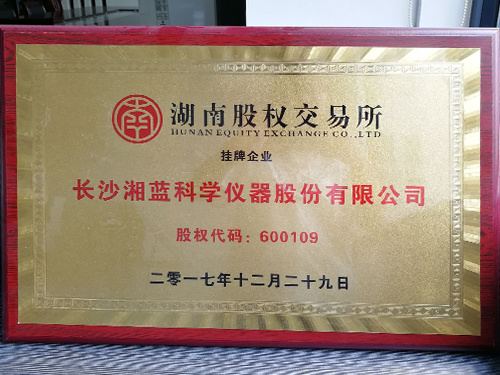 湖南股权交易所
HUNAN EQUITY EXCHANGE CO.,LTD
挂牌企业
长沙湘蓝科学仪器股份有限公司
股权代码：600109
二零一七年十二月二十九日